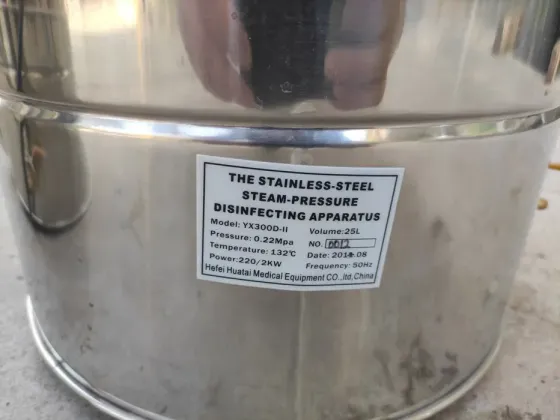 THE STAINLESS-STEEL
STEAM-PRESSURE
DISINFECTING APPARATUS
Model: YX300D-II Volume:25L
Pressure: 0.22Mpa NO. 0012
Temperature: 132℃ Date: 2014.08
Power:220/2KW Frequency: 50Hz
Hefei Huatai Medical Equipment CO.,ltd,China